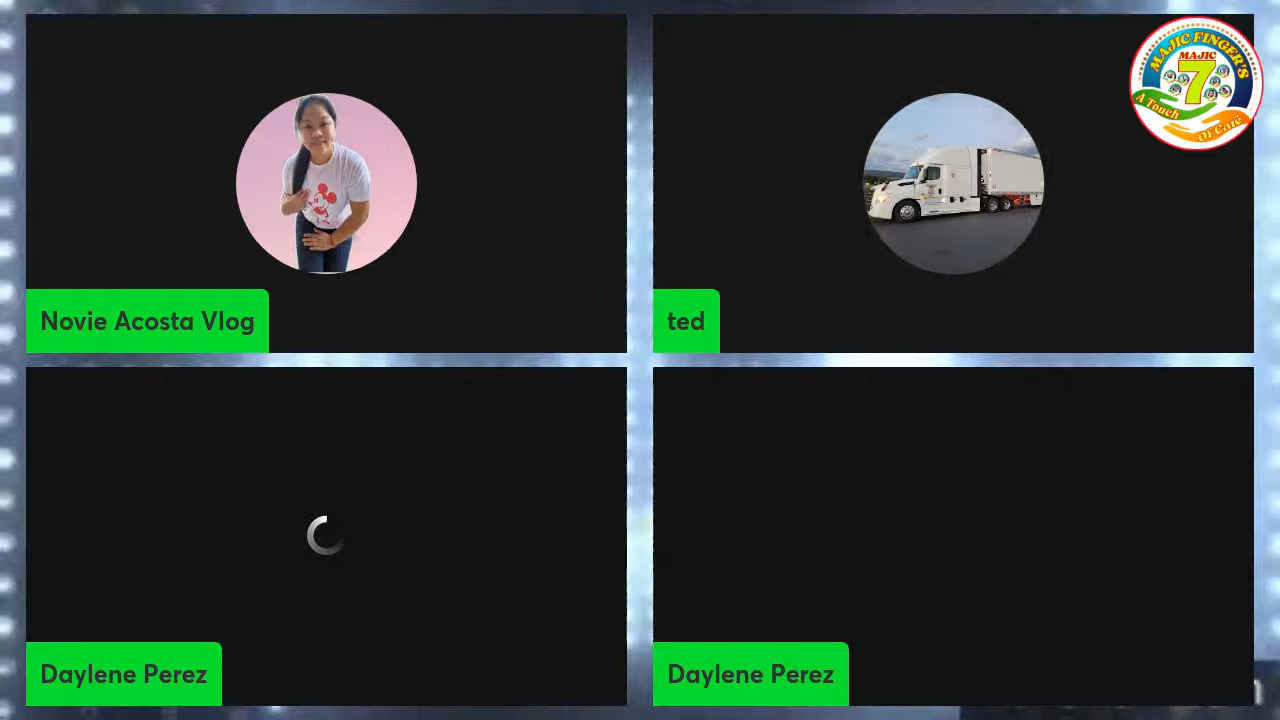 Novie Acosta Vlog
ted
MAJIC FINGER'S
MAJIC
7
A Touch
Of Care
Daylene Perez
Daylene Perez